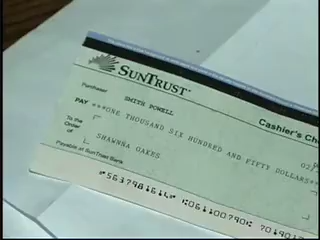 SUNTRUST
Purchaser SMITH POWELL
Cashier's Che
PAY ***ONE THOUSAND SIX HUNDRED AND FIFTY DOLLARS**
To the
Order
of SHAWNNA OAKES
Payable at SunTrust Bank